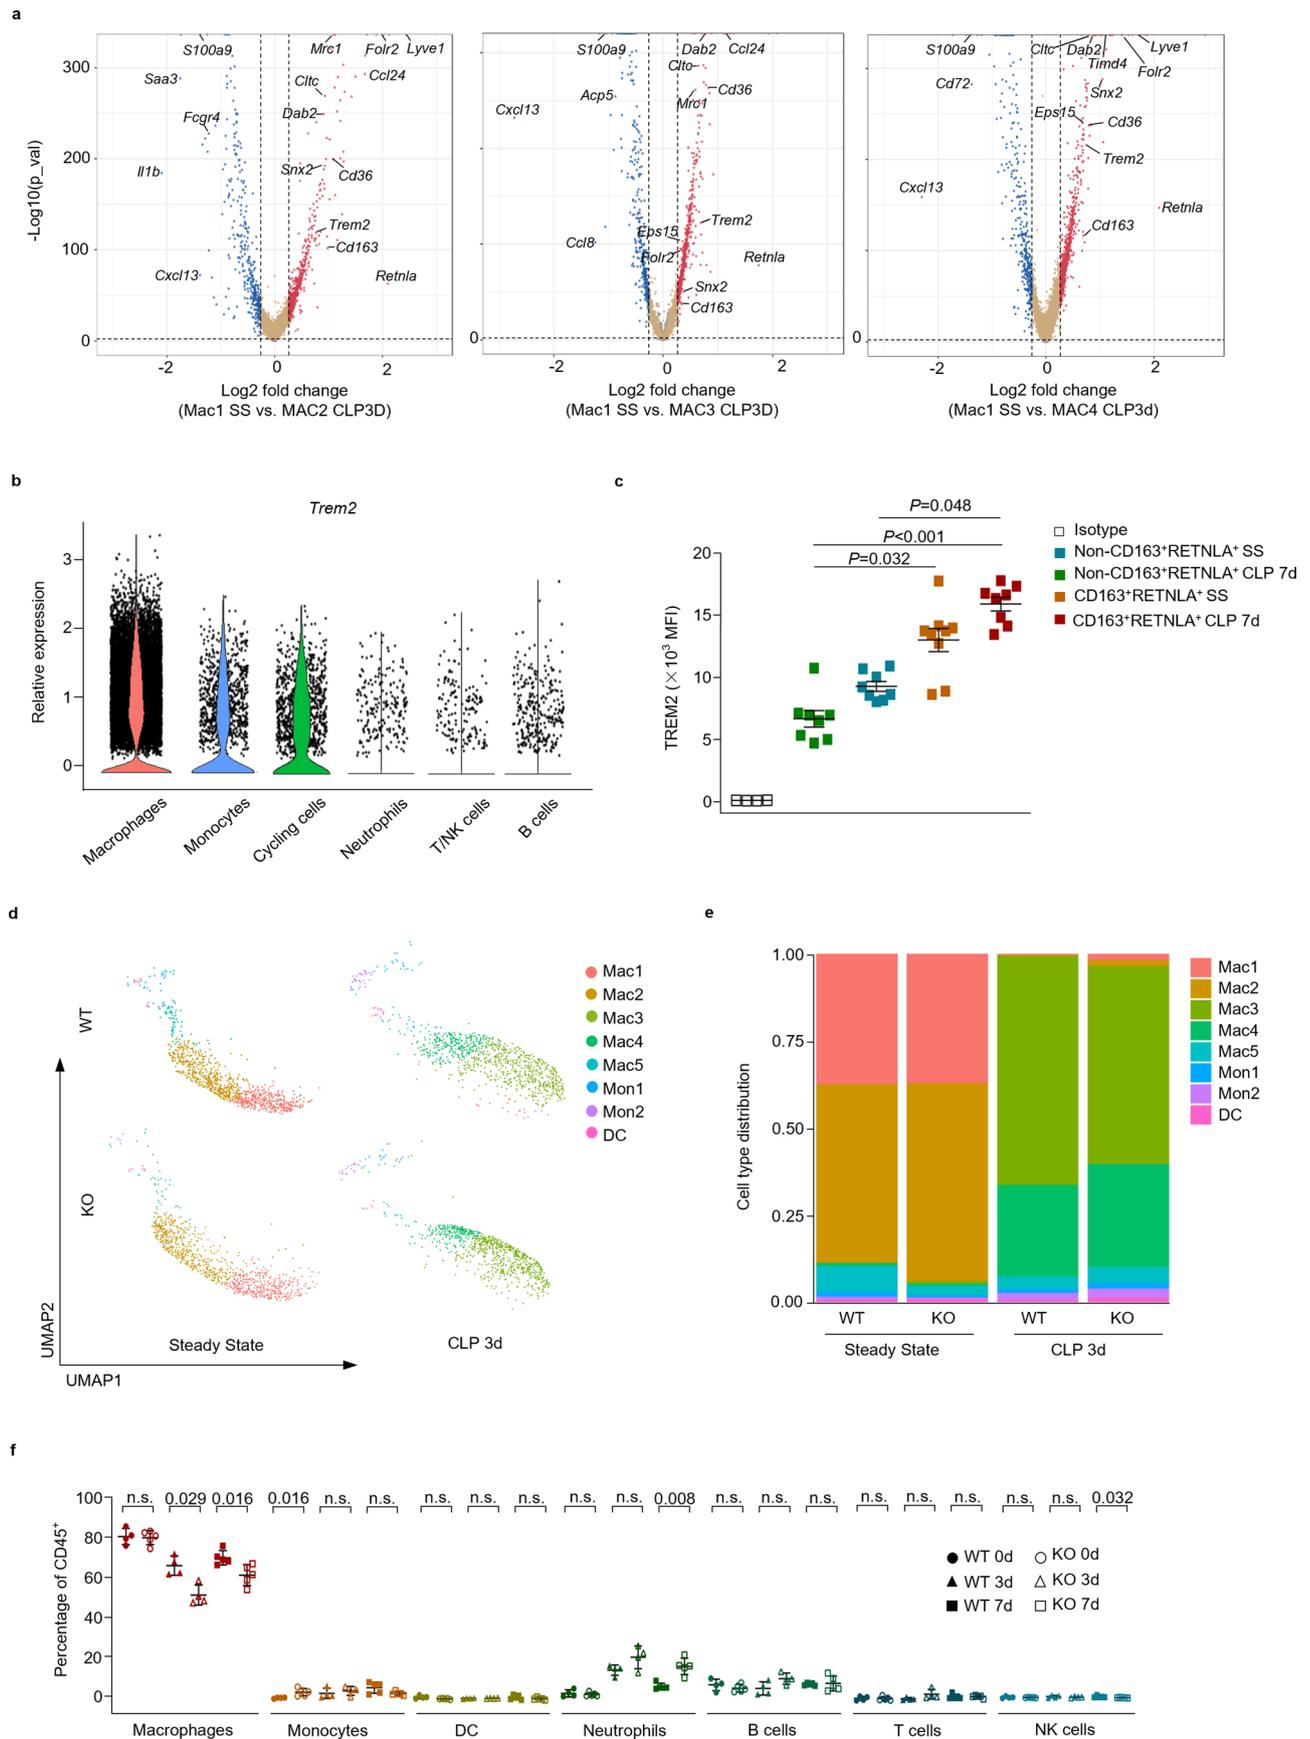 a
S100a9
Mrc1
Folr2
Lyve1
Saa3
Cltc
Ccl24
Fcgr4
Dab2
Il1b
Snx2
Cd36
Trem2
Cd163
Cxcl13
Retnla
300
200
100
0
-Log10(p_val)
-2
0
2
Log2 fold change
(Mac1 SS vs. MAC2 CLP3D)
S100a9
Dab2
Ccl24
Cltc
Acp5
Mrc1
Cd36
Cxcl13
Trem2
Eps15
Ccl8
Folr2
Retnla
Snx2
Cd163
0
-2
0
2
Log2 fold change
(Mac1 SS vs. MAC3 CLP3D)
S100a9
Cltc
Dab2
Lyve1
Timd4
Folr2
Cd72
Snx2
Eps15
Cd36
Trem2
Cxcl13
Retnla
Cd163
0
-2
0
2
Log2 fold change
(Mac1 SS vs. MAC4 CLP3d)
b
Trem2
Relative expression
3
2
1
0
Macrophages
Monocytes
Cycling cells
Neutrophils
T/NK cells
B cells
c
P=0.048
P<0.001
P=0.032
TREM2 (×10³ MFI)
20
15
10
5
0
Isotype
Non-CD163⁺RETNLA⁺ SS
Non-CD163⁺RETNLA⁺ CLP 7d
CD163⁺RETNLA⁺ SS
CD163⁺RETNLA⁺ CLP 7d
d
WT
KO
UMAP2
UMAP1
Steady State
CLP 3d
Mac1
Mac2
Mac3
Mac4
Mac5
Mon1
Mon2
DC
e
Cell type distribution
1.00
0.75
0.50
0.25
0.00
WT
KO
WT
KO
Steady State
CLP 3d
Mac1
Mac2
Mac3
Mac4
Mac5
Mon1
Mon2
DC
f
Percentage of CD45⁺
100
80
60
40
20
0
n.s. 0.029 0.016 0.016 n.s. n.s. n.s. n.s. n.s. n.s. n.s. 0.008 n.s. n.s. n.s. n.s. n.s. n.s. n.s. n.s. 0.032
WT 0d KO 0d
WT 3d KO 3d
WT 7d KO 7d
Macrophages Monocytes DC Neutrophils B cells T cells NK cells